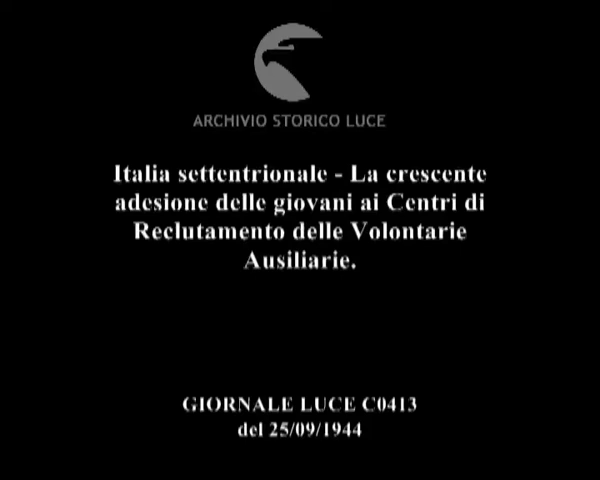 ARCHIVIO STORICO LUCE
Italia settentrionale - La crescente
adesione delle giovani ai Centri di
Reclutamento delle Volontarie
Ausiliarie.
GIORNALE LUCE C0413
del 25/09/1944